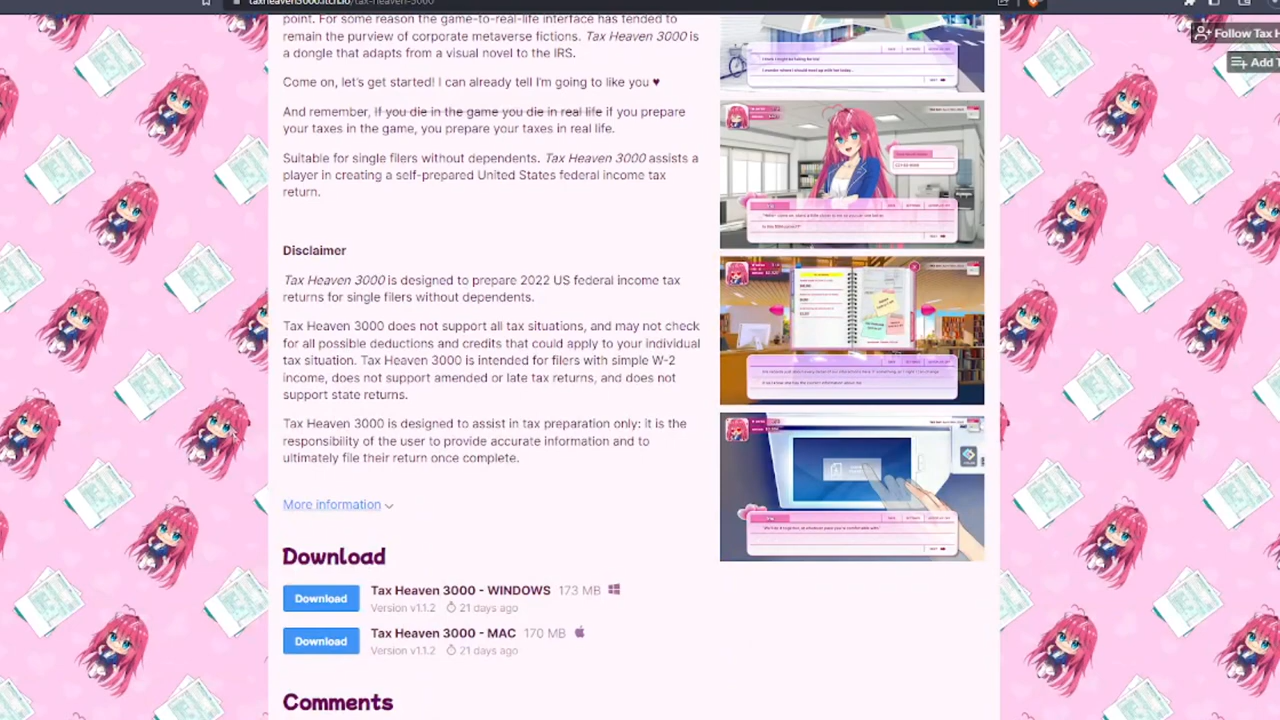 taxheaven3000.itch.io/tax-heaven-3000
point. For some reason the game-to-real-life interface has tended to
remain the purview of corporate metaverse fictions. Tax Heaven 3000 is
a dongle that adapts from a visual novel to the IRS.
Come on, let's get started! I can already tell I'm going to like you ♥
And remember, if you die in the game you die in real life if you prepare
your taxes in the game, you prepare your taxes in real life.
Suitable for single filers without dependents. Tax Heaven 3000 assists a
player in creating a self-prepared United States federal income tax
return.
Disclaimer
Tax Heaven 3000 is designed to prepare 2022 US federal income tax
returns for single filers without dependents.
Tax Heaven 3000 does not support all tax situations, and may not check
for all possible deductions and credits that could apply to your individual
tax situation. Tax Heaven 3000 is intended for filers with simple W-2
income, does not support extended or late tax returns, and does not
support state returns.
Tax Heaven 3000 is designed to assist in tax preparation only: it is the
responsibility of the user to provide accurate information and to
ultimately file their return once complete.
More information
Download
Download Tax Heaven 3000 - WINDOWS 173 MB
Version v1.1.2 21 days ago
Download Tax Heaven 3000 - MAC 170 MB
Version v1.1.2 21 days ago
Comments
Follow Tax H
Add T